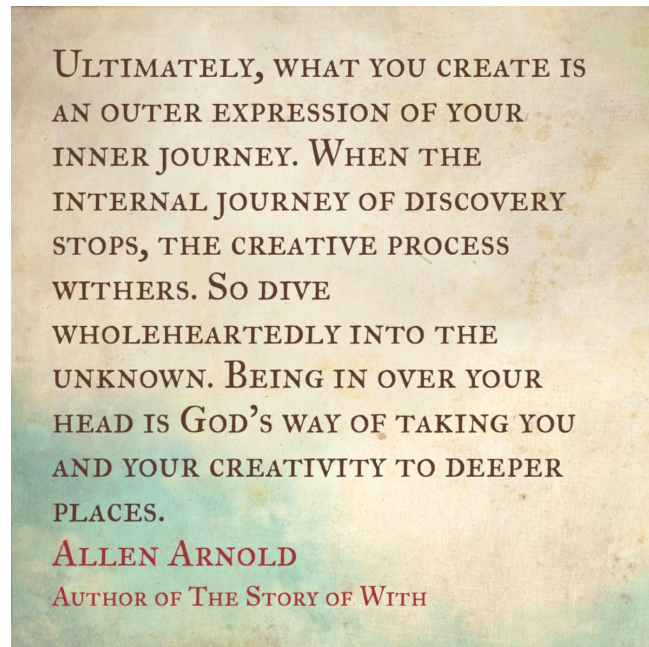 Ultimately, what you create is
an outer expression of your
inner journey. When the
internal journey of discovery
stops, the creative process
withers. So dive
wholeheartedly into the
unknown. Being in over your
head is God's way of taking you
and your creativity to deeper
places.
Allen Arnold
Author of The Story of With